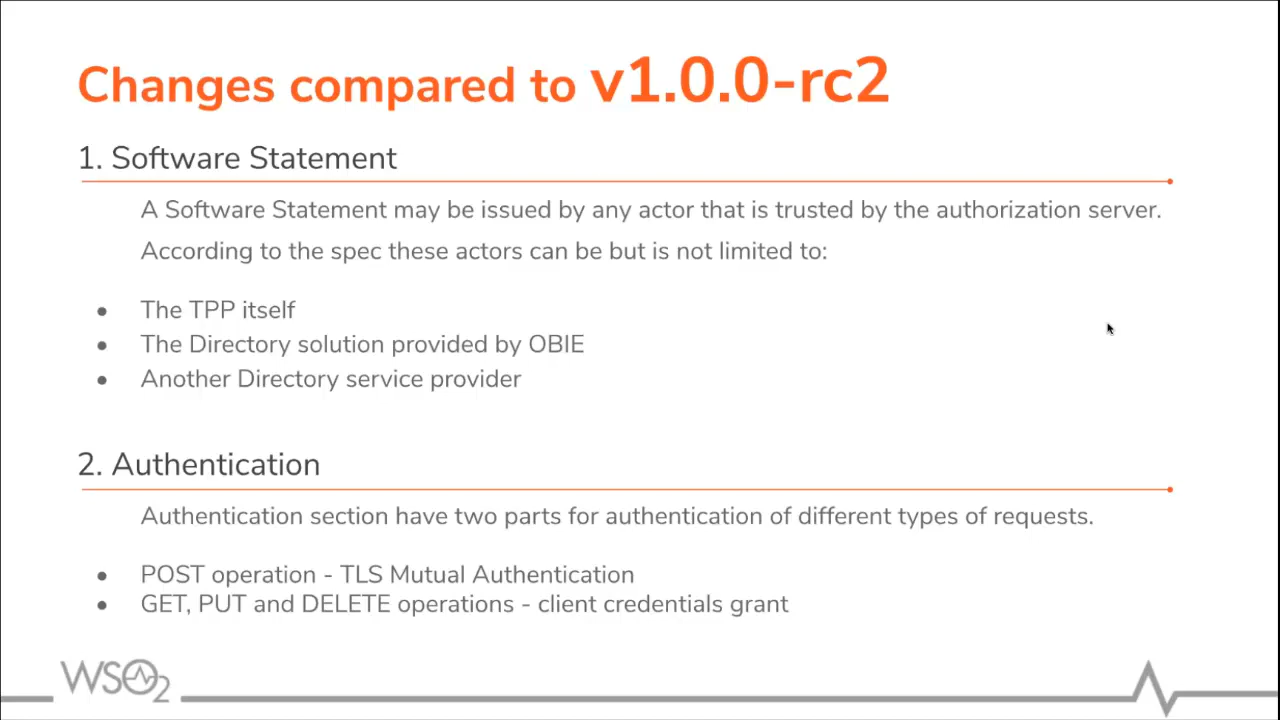 Changes compared to v1.0.0-rc2
1. Software Statement
A Software Statement may be issued by any actor that is trusted by the authorization server.
According to the spec these actors can be but is not limited to:
• The TPP itself
• The Directory solution provided by OBIE
• Another Directory service provider
2. Authentication
Authentication section have two parts for authentication of different types of requests.
• POST operation - TLS Mutual Authentication
• GET, PUT and DELETE operations - client credentials grant
WSO2